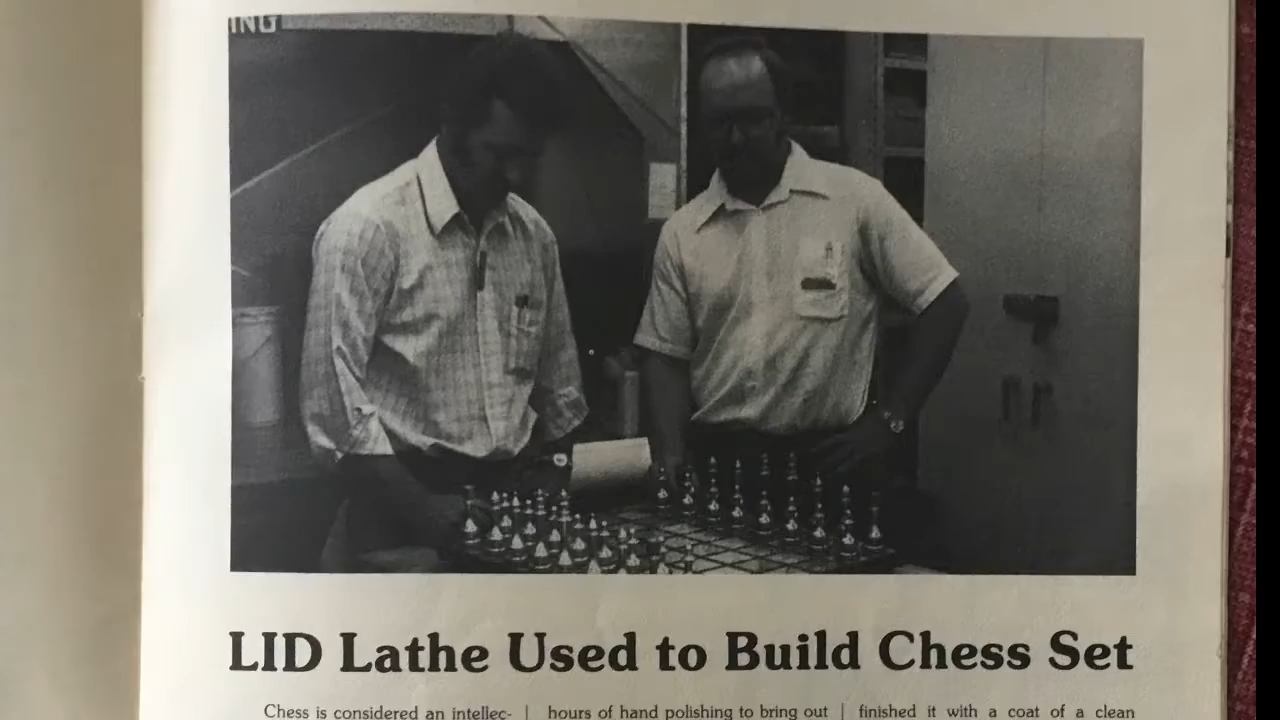 ING
LID Lathe Used to Build Chess Set
Chess is considered an intellec-
hours of hand polishing to bring out
finished it with a coat of a clean